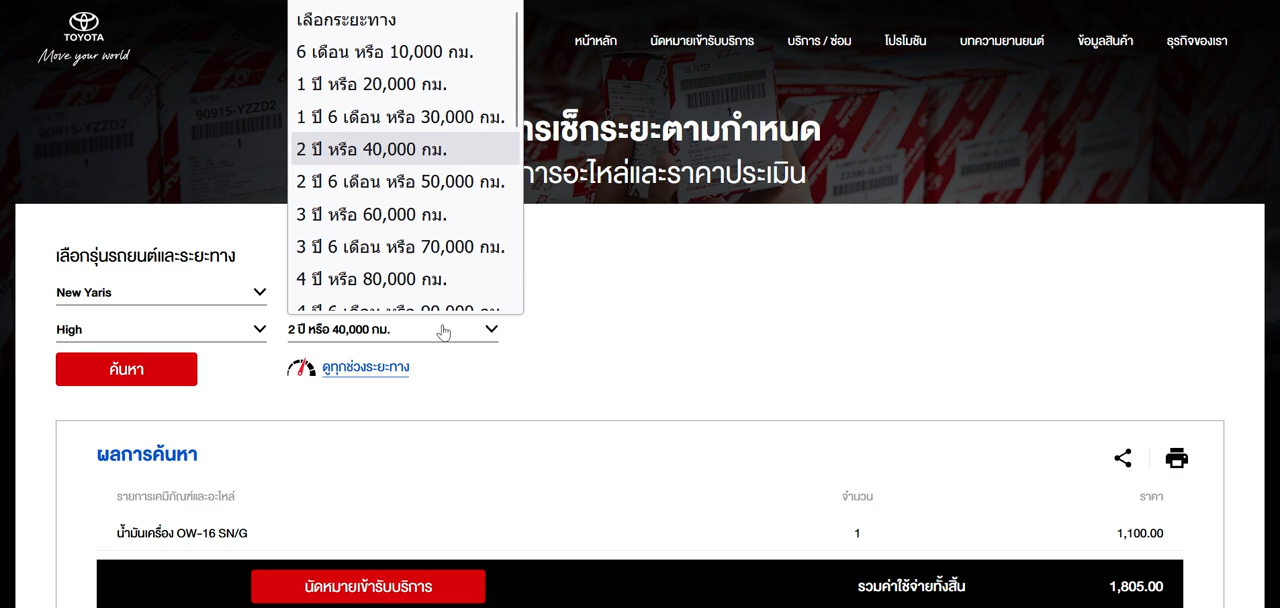 TOYOTA
Move your world
หน้าหลัก
นัดหมายเข้ารับบริการ
บริการ / ซ่อม
โปรโมชัน
บทความยานยนต์
ข้อมูลสินค้า
ธุรกิจของเรา
เลือกระยะทาง
6 เดือน หรือ 10,000 กม.
1 ปี หรือ 20,000 กม.
1 ปี 6 เดือน หรือ 30,000 กม.
2 ปี หรือ 40,000 กม.
2 ปี 6 เดือน หรือ 50,000 กม.
3 ปี หรือ 60,000 กม.
3 ปี 6 เดือน หรือ 70,000 กม.
4 ปี หรือ 80,000 กม.
90915-YZZD2
90915-YZZD2
เช็กระยะตามกำหนด
อะไหล่และราคาประเมิน
เลือกรุ่นรถยนต์และระยะทาง
New Yaris
High
2 ปี หรือ 40,000 กม.
ค้นหา
ดูทุกช่วงระยะทาง
ผลการค้นหา
รายการเคมีภัณฑ์และอะไหล่ จำนวน ราคา
น้ำมันเครื่อง OW-16 SN/G 1 1,100.00
นัดหมายเข้ารับบริการ รวมค่าใช้จ่ายทั้งสิ้น 1,805.00